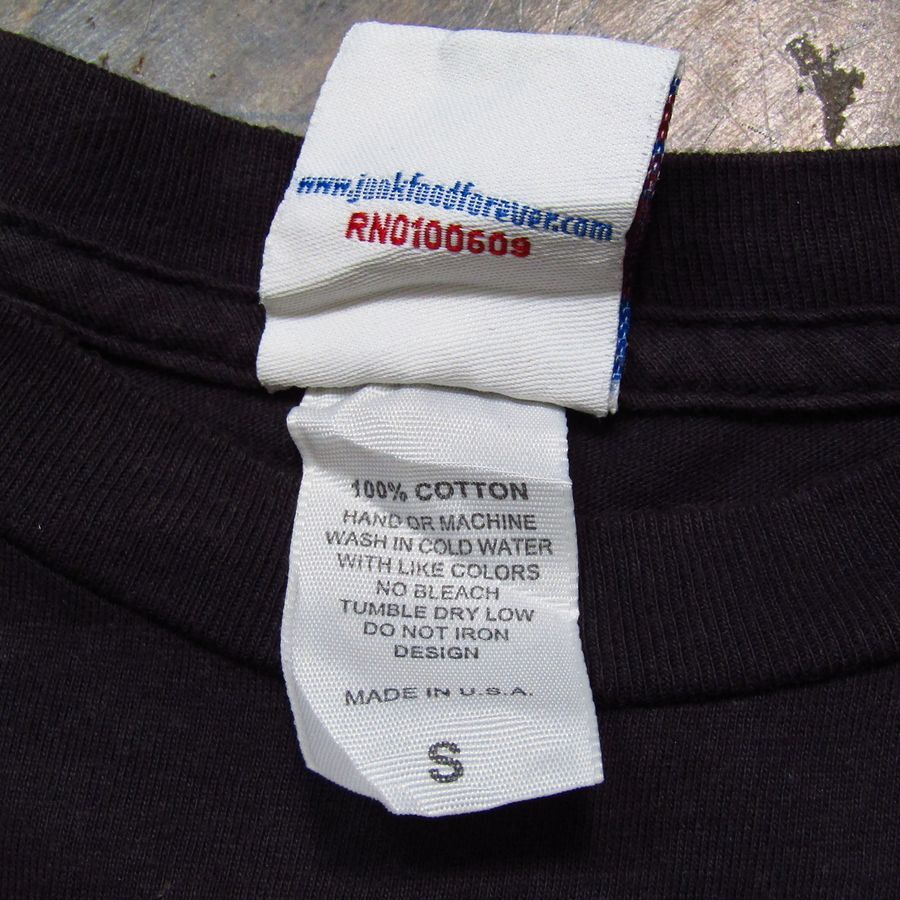 www.junkfoodforever.com
RN0100609
100% COTTON
HAND OR MACHINE
WASH IN COLD WATER
WITH LIKE COLORS
NO BLEACH
TUMBLE DRY LOW
DO NOT IRON
DESIGN
MADE IN U.S.A.
S